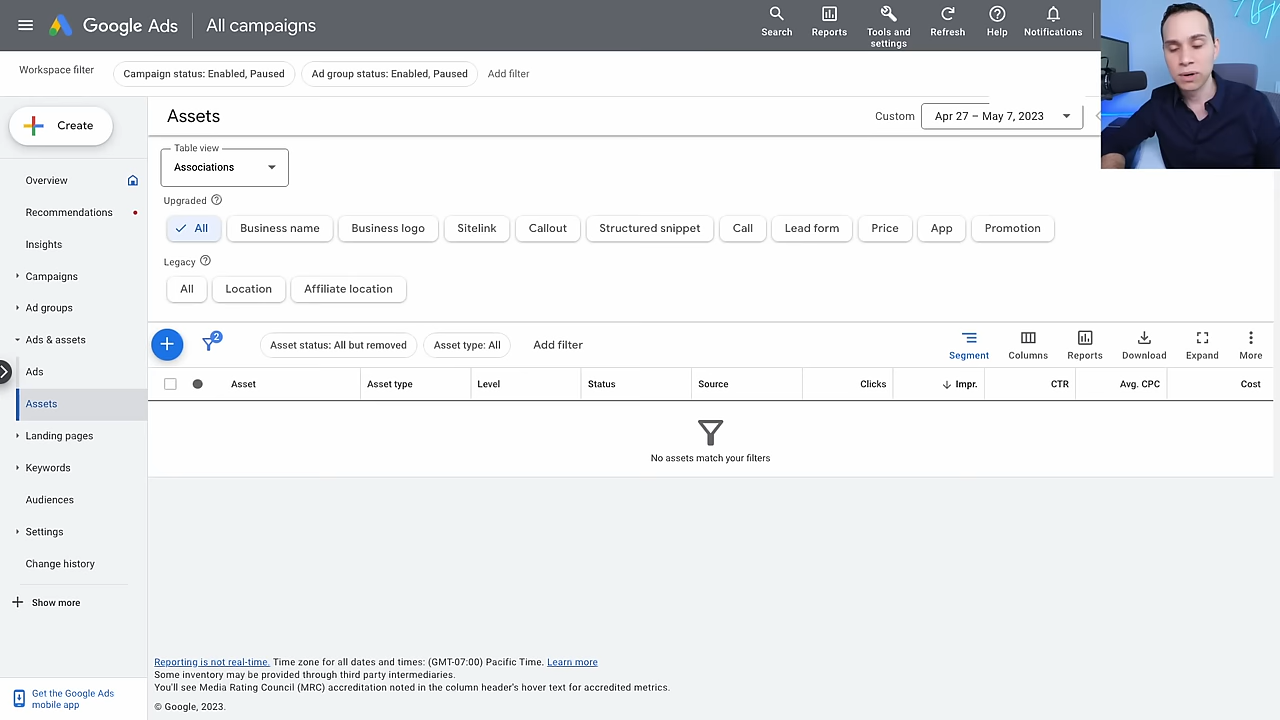 Google Ads
All campaigns
Search
Reports
Tools and
settings
Refresh
Help
Notifications
Workspace filter
Campaign status: Enabled, Paused
Ad group status: Enabled, Paused
Add filter
Create
Assets
Custom
Apr 27 – May 7, 2023
Table view
Associations
Overview
Recommendations
Insights
Campaigns
Ad groups
Ads & assets
Ads
Assets
Landing pages
Keywords
Audiences
Settings
Change history
Show more
Get the Google Ads
mobile app
Upgraded
All
Business name
Business logo
Sitelink
Callout
Structured snippet
Call
Lead form
Price
App
Promotion
Legacy
All
Location
Affiliate location
2
Asset status: All but removed
Asset type: All
Add filter
Segment
Columns
Reports
Download
Expand
More
Asset
Asset type
Level
Status
Source
Clicks
Impr.
CTR
Avg. CPC
Cost
No assets match your filters
Reporting is not real-time. Time zone for all dates and times: (GMT-07:00) Pacific Time. Learn more
Some inventory may be provided through third party intermediaries.
You'll see Media Rating Council (MRC) accreditation noted in the column header's hover text for accredited metrics.
© Google, 2023.